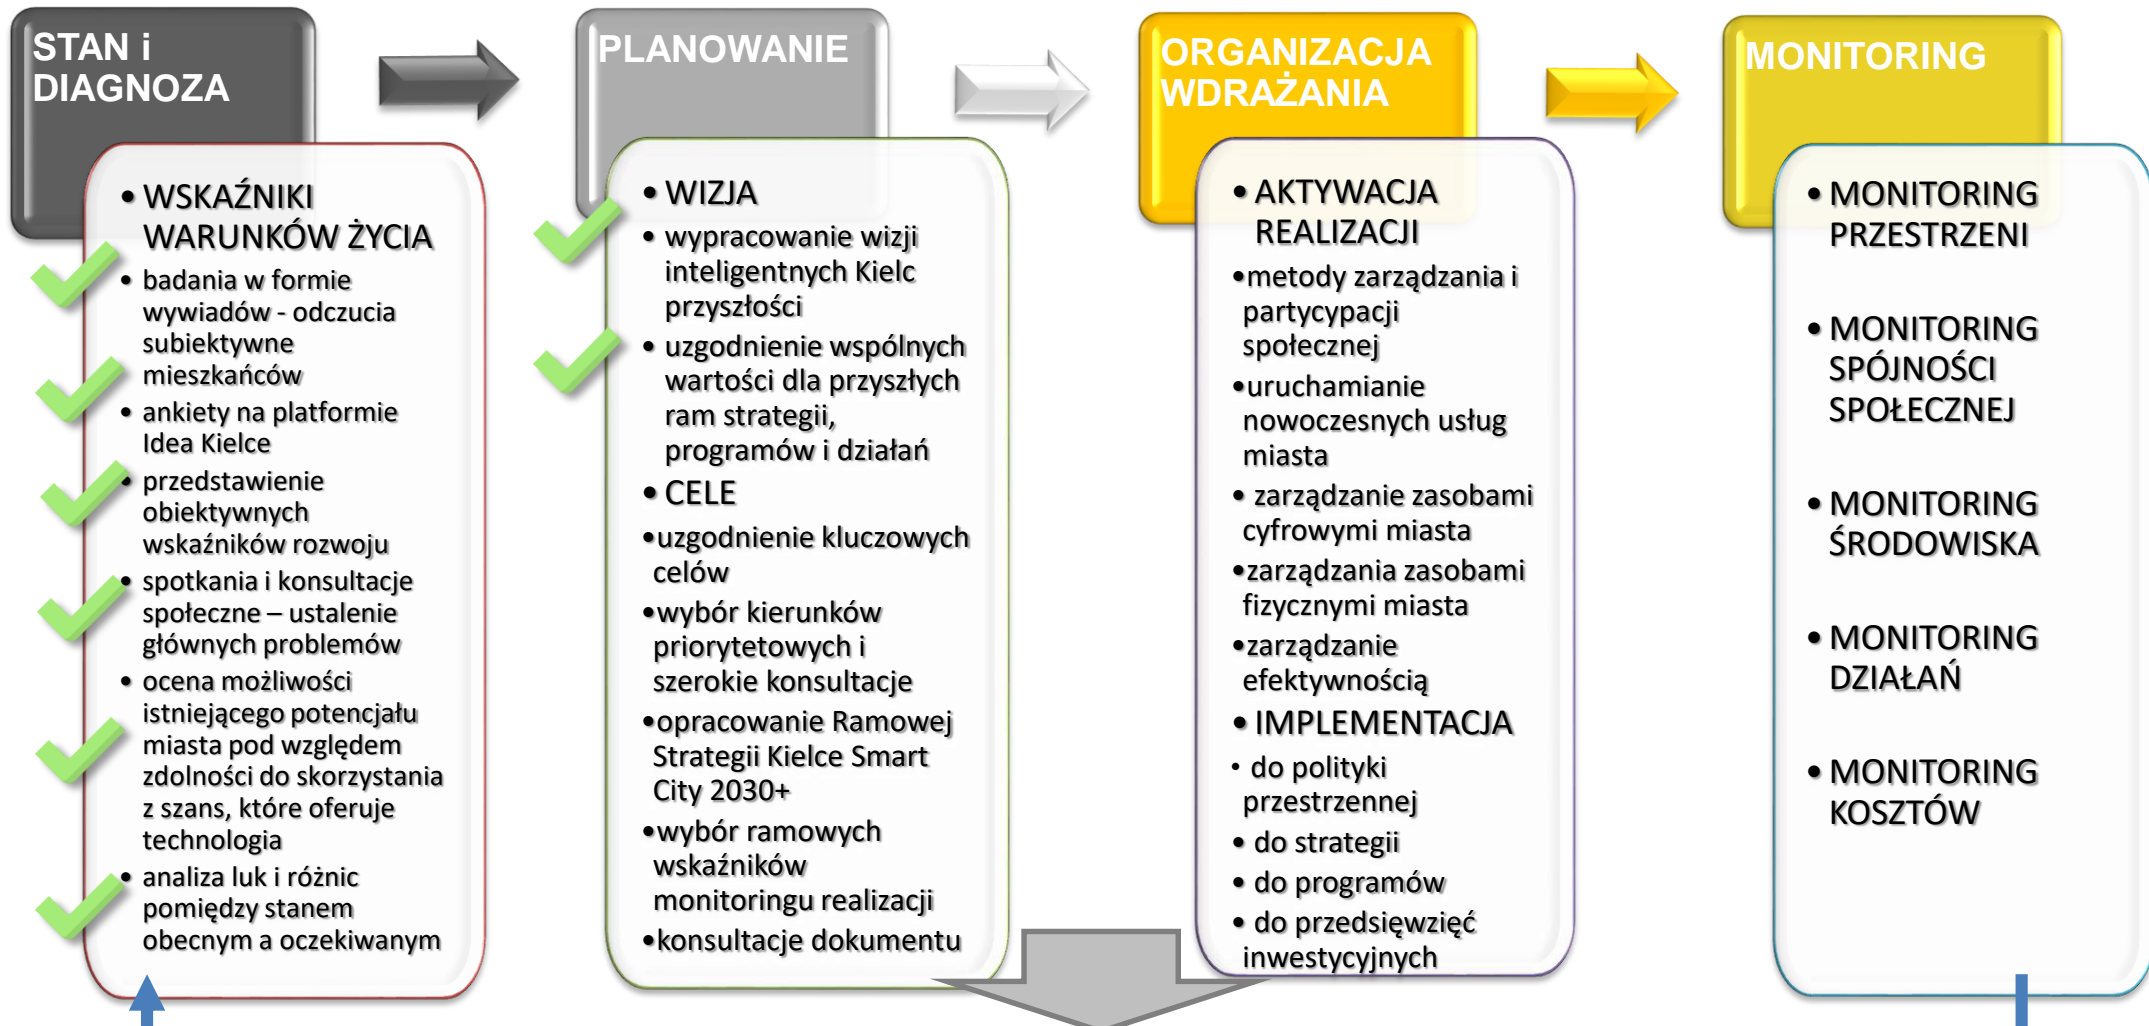 STAN i
DIAGNOZA
• WSKAŹNIKI
WARUNKÓW ŻYCIA
• badania w formie
wywiadów - odczucia
subiektywne
mieszkańców
• ankiety na platformie
Idea Kielce
• przedstawienie
obiektywnych
wskaźników rozwoju
• spotkania i konsultacje
społeczne – ustalenie
głównych problemów
• ocena możliwości
istniejącego potencjału
miasta pod względem
zdolności do skorzystania
z szans, które oferuje
technologia
• analiza luk i różnic
pomiędzy stanem
obecnym a oczekiwanym
PLANOWANIE
• WIZJA
• wypracowanie wizji
inteligentnych Kielc
przyszłości
• uzgodnienie wspólnych
wartości dla przyszłych
ram strategii,
programów i działań
• CELE
•uzgodnienie kluczowych
celów
•wybór kierunków
priorytetowych i
szerokie konsultacje
•opracowanie Ramowej
Strategii Kielce Smart
City 2030+
•wybór ramowych
wskaźników
monitoringu realizacji
•konsultacje dokumentu
ORGANIZACJA
WDRAŻANIA
• AKTYWACJA
REALIZACJI
•metody zarządzania i
partycypacji
społecznej
•uruchamianie
nowoczesnych usług
miasta
• zarządzanie zasobami
cyfrowymi miasta
•zarządzania zasobami
fizycznymi miasta
•zarządzanie
efektywnością
• IMPLEMENTACJA
• do polityki
przestrzennej
• do strategii
• do programów
• do przedsięwzięć
inwestycyjnych
MONITORING
• MONITORING
PRZESTRZENI
• MONITORING
SPÓJNOŚCI
SPOŁECZNEJ
• MONITORING
ŚRODOWISKA
• MONITORING
DZIAŁAŃ
• MONITORING
KOSZTÓW